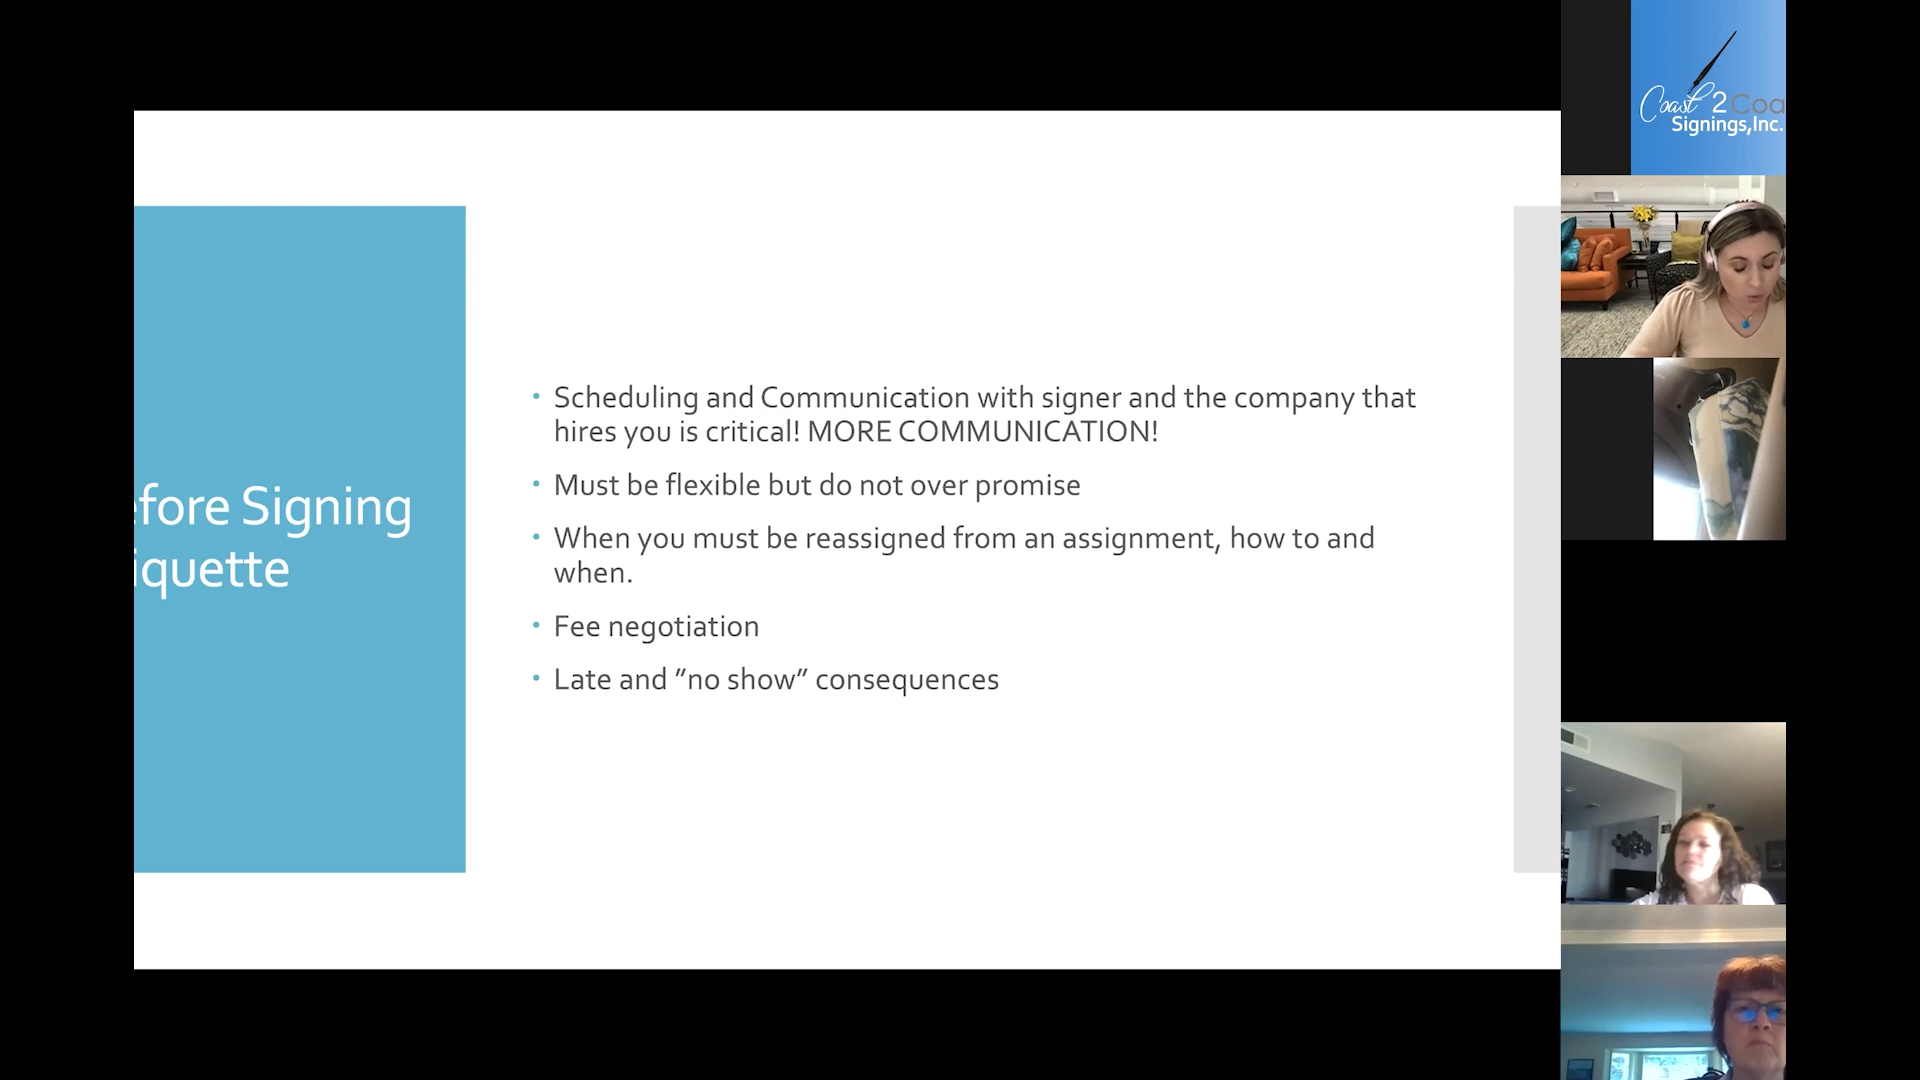 efore Signing
iquette
• Scheduling and Communication with signer and the company that
hires you is critical! MORE COMMUNICATION!
• Must be flexible but do not over promise
• When you must be reassigned from an assignment, how to and
when.
• Fee negotiation
• Late and ”no show” consequences
Coast 2 Coa
Signings,Inc.